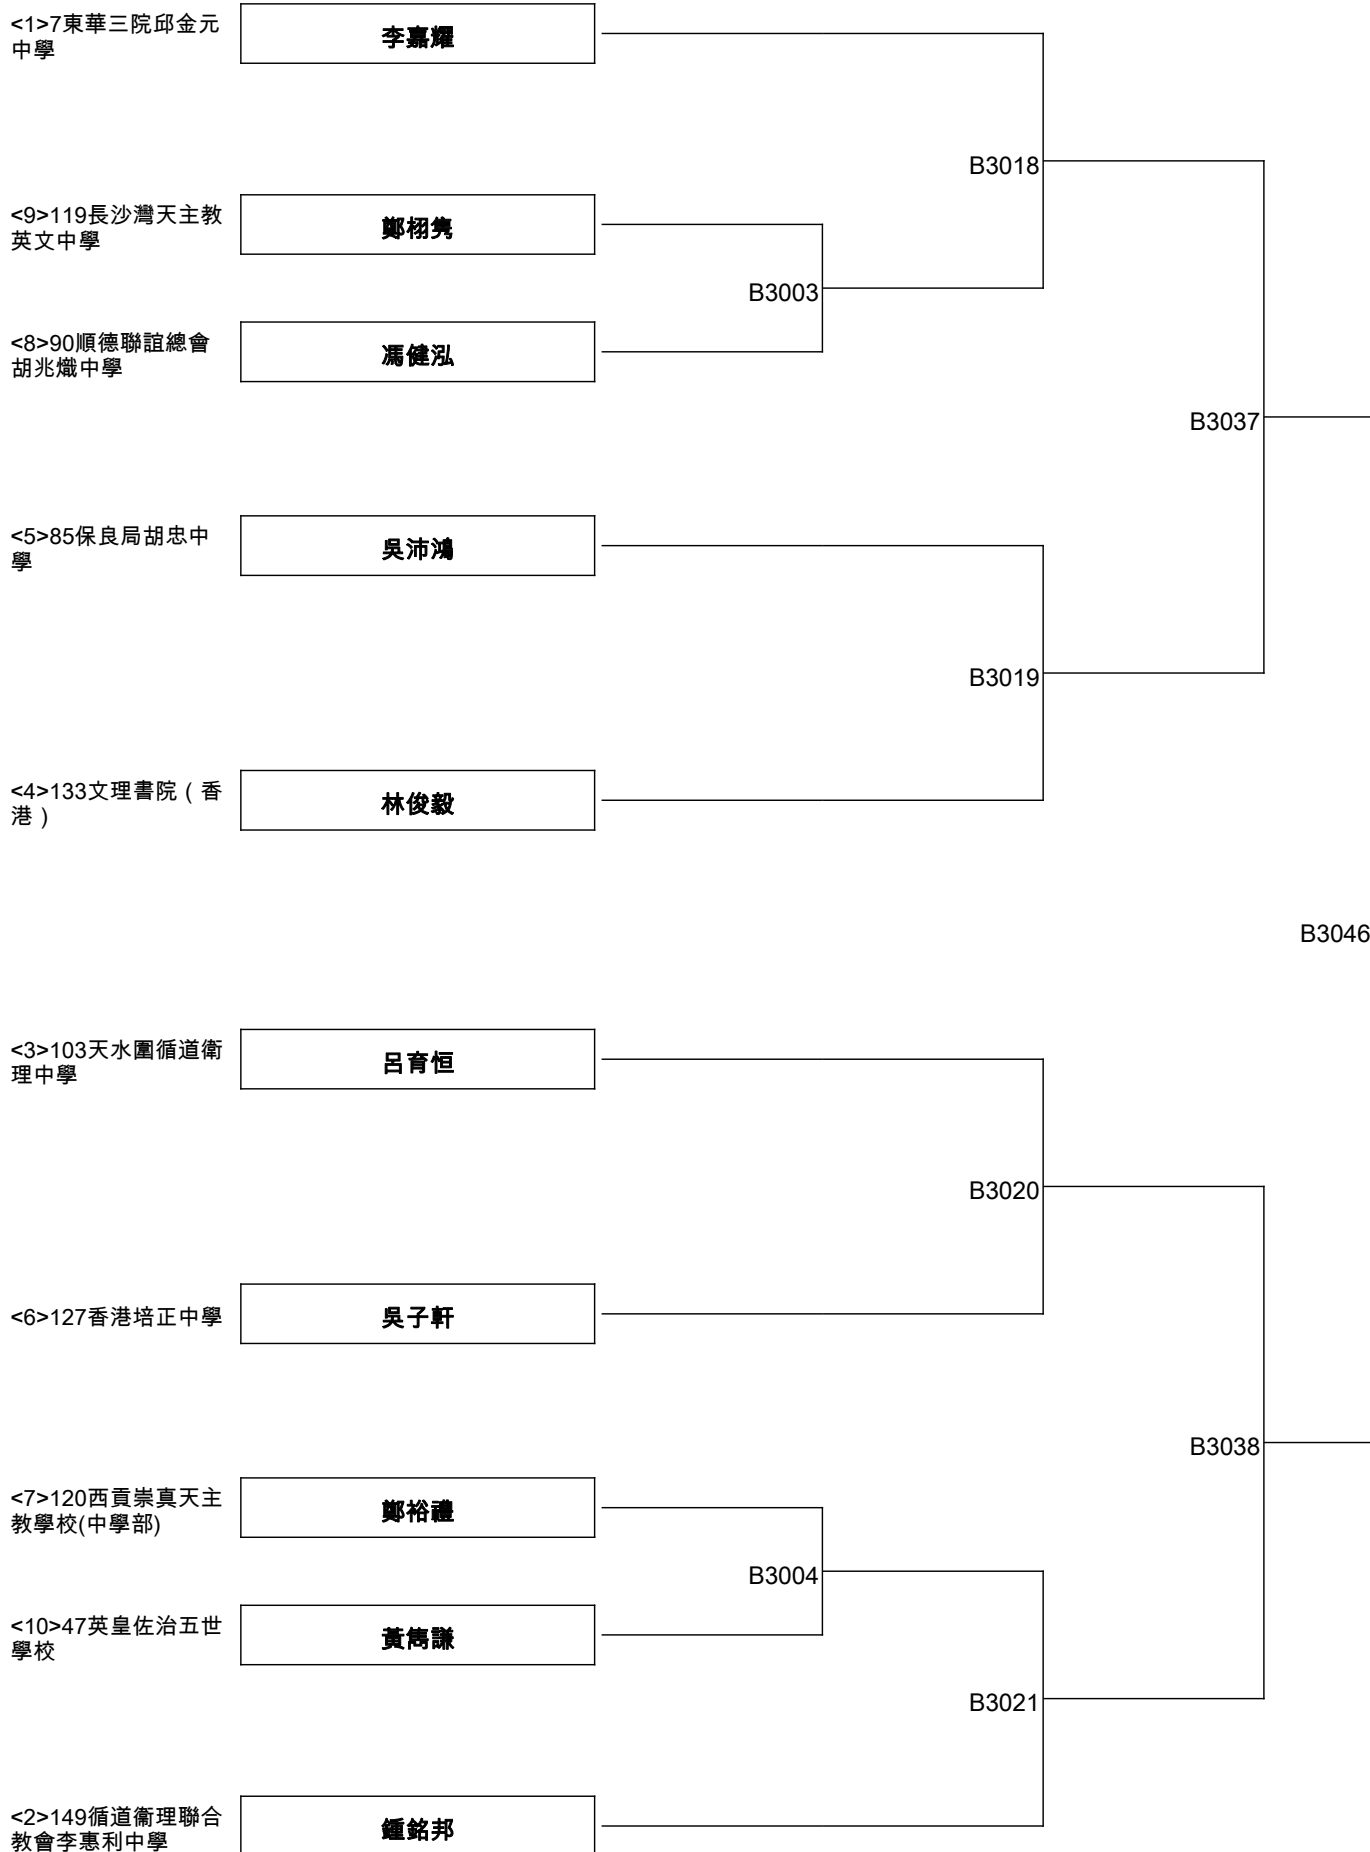 <1>7東華三院邱金元
中學
李嘉耀
B3018
<9>119長沙灣天主教
英文中學
鄭栩隽
B3003
<8>90順德聯誼總會
胡兆熾中學
馮健泓
B3037
<5>85保良局胡忠中
學
吳沛鴻
B3019
<4>133文理書院（香
港）
林俊毅
B3046
<3>103天水圍循道衛
理中學
呂育恒
B3020
<6>127香港培正中學
吳子軒
B3038
<7>120西貢崇真天主
教學校(中學部)
鄭裕禮
B3004
<10>47英皇佐治五世
學校
黃雋謙
B3021
<2>149循道衞理聯合
教會李惠利中學
鍾銘邦